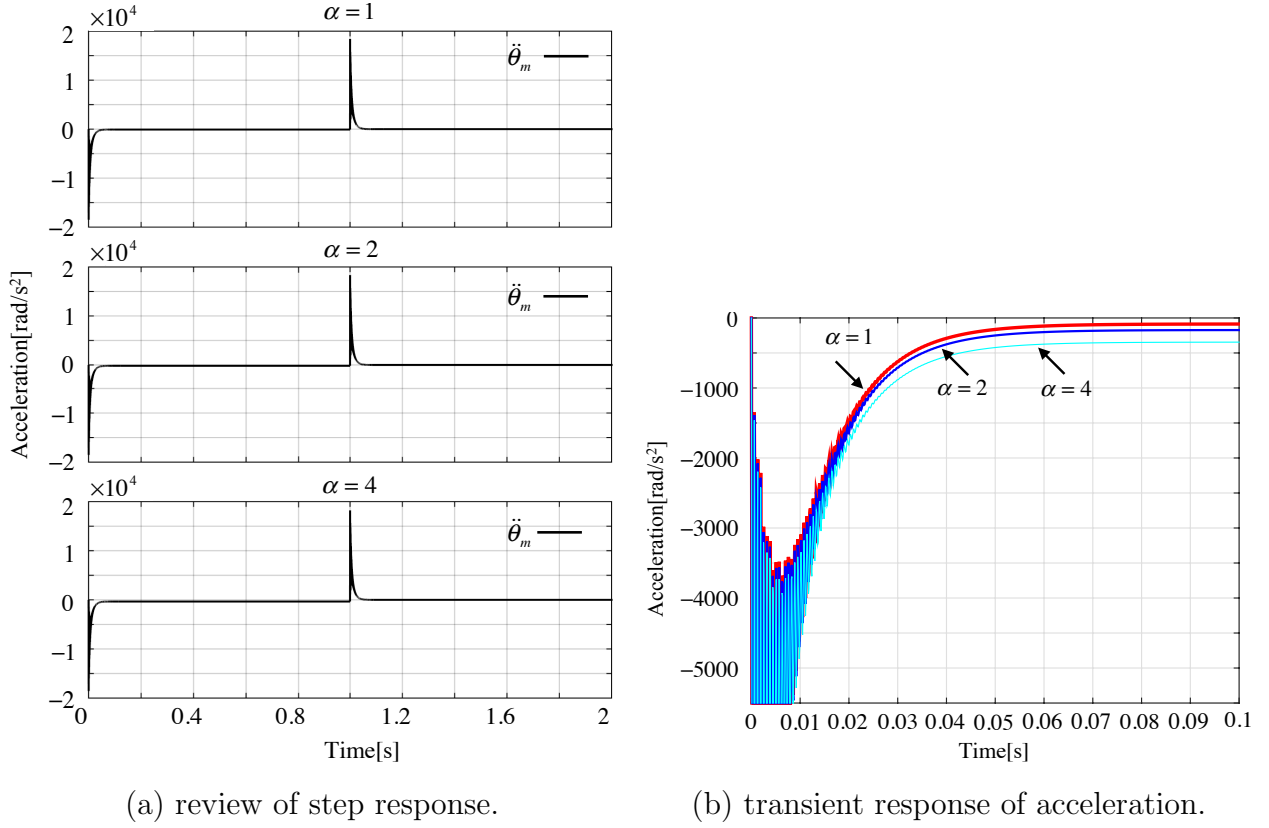 α = 1
×10⁴
2
1
0
−1
−2
θ̈ₘ
α = 2
×10⁴
2
1
0
−1
−2
θ̈ₘ
α = 4
×10⁴
2
1
0
−1
−2
θ̈ₘ
Acceleration[rad/s²]
0 0.4 0.8 1.2 1.6 2
Time[s]
(a) review of step response.
0
−1000
−2000
−3000
−4000
−5000
Acceleration[rad/s²]
α = 1
α = 2
α = 4
0 0.01 0.02 0.03 0.04 0.05 0.06 0.07 0.08 0.09 0.1
Time[s]
(b) transient response of acceleration.